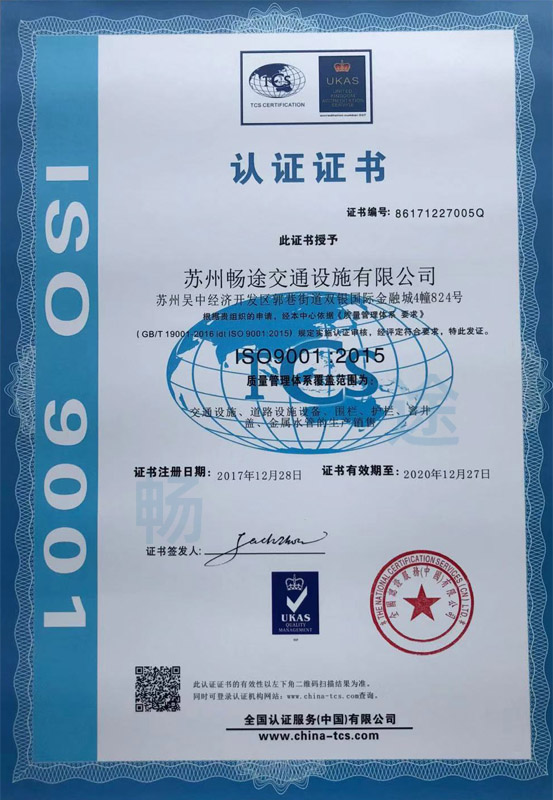 TCS
TCS CERTIFICATION
UKAS
认证证书
证书编号: 86171227005Q
此证书授予
苏州畅途交通设施有限公司
苏州吴中经济开发区郭巷街道双银国际金融城4幢824号
根据贵组织的申请，经本中心依据《质量管理体系 要求》
(GB/T 19001-2016 idt ISO 9001:2015) 规定实施认证审核，经评定符合要求，特此发证。
ISO9001:2015
质量管理体系覆盖范围为:
交通设施、道路设施设备、围栏、护栏、窨井
盖、金属水管的生产销售
TCS
畅
途
证书注册日期: 2017年12月28日 证书有效期至: 2020年12月27日
证书签发人:
UKAS
QUALITY
MANAGEMENT
THE NATIONAL CERTIFICATION SERVICES (CN) LTD
此认证证书的有效性以左下角二维码扫描结果为准。
同时可登录认证机构网站: www.china-tcs.com查询。
全国认证服务(中国)有限公司
www.china-tcs.com
ISO 9001